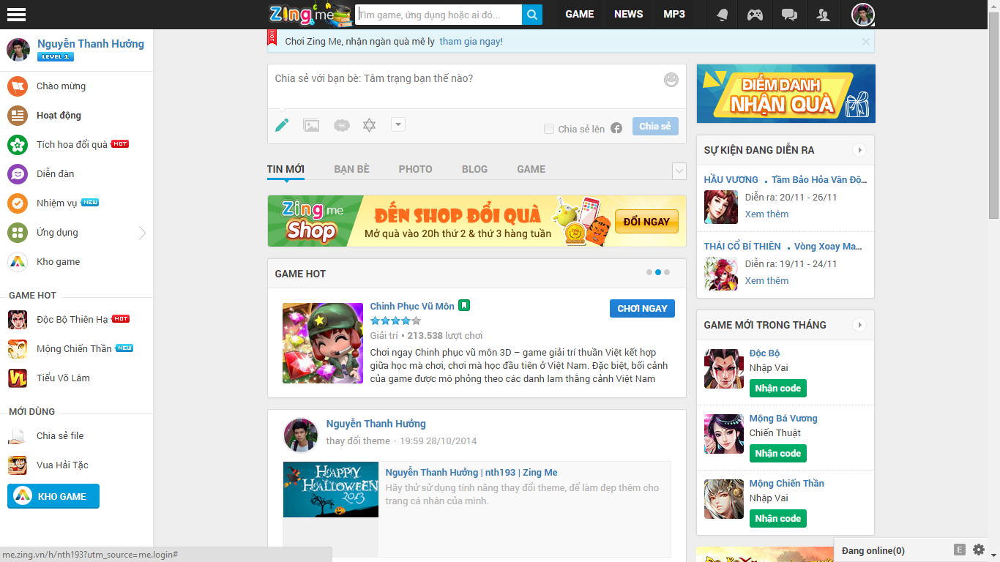 Zing me
Tìm game, ứng dụng hoặc ai đó...
GAME
NEWS
MP3
HOT
Chơi Zing Me, nhận ngàn quà mê ly tham gia ngay!
Nguyễn Thanh Hưởng
LEVEL 1
Chào mừng
Hoạt động
Tích hoa đổi quà HOT
Diễn đàn
Nhiệm vụ NEW
Ứng dụng
Kho game
GAME HOT
Độc Bộ Thiên Hạ HOT
Mộng Chiến Thần NEW
Tiểu Võ Lâm
MỚI DÙNG
Chia sẻ file
Vua Hải Tặc
KHO GAME
Chia sẻ với bạn bè: Tâm trạng bạn thế nào?
Chia sẻ lên
Chia sẻ
TIN MỚI
BẠN BÈ
PHOTO
BLOG
GAME
Zing me
Shop
ĐẾN SHOP ĐỔI QUÀ
Mở quà vào 20h thứ 2 & thứ 3 hàng tuần
ĐỔI NGAY
GAME HOT
Chinh Phục Vũ Môn
CHƠI NGAY
Giải trí • 213.538 lượt chơi
Chơi ngay Chinh phục vũ môn 3D – game giải trí thuần Việt kết hợp
giữa học mà chơi, chơi mà học đầu tiên ở Việt Nam. Đặc biệt, bối cảnh
của game được mô phỏng theo các danh lam thắng cảnh Việt Nam
Nguyễn Thanh Hưởng
thay đổi theme · 19:59 28/10/2014
HAPPY
HALLOWEEN
2013
Nguyễn Thanh Hưởng | nth193 | Zing Me
Hãy thử sử dụng tính năng thay đổi theme, để làm đẹp thêm cho
trang cá nhân của mình.
ĐIỂM DANH
NHẬN QUÀ
SỰ KIỆN ĐANG DIỄN RA
HẦU VƯƠNG • Tầm Bảo Hỏa Vân Độ...
Diễn ra: 20/11 - 26/11
Xem thêm
THÁI CỔ BÍ THIÊN • Vòng Xoay Ma...
Diễn ra: 19/11 - 24/11
Xem thêm
GAME MỚI TRONG THÁNG
Độc Bộ
Nhập Vai
Nhận code
Mộng Bá Vương
Chiến Thuật
Nhận code
Mộng Chiến Thần
Nhập Vai
Nhận code
Đang online(0)
E
me.zing.vn/h/nth193?utm_source=me.login#